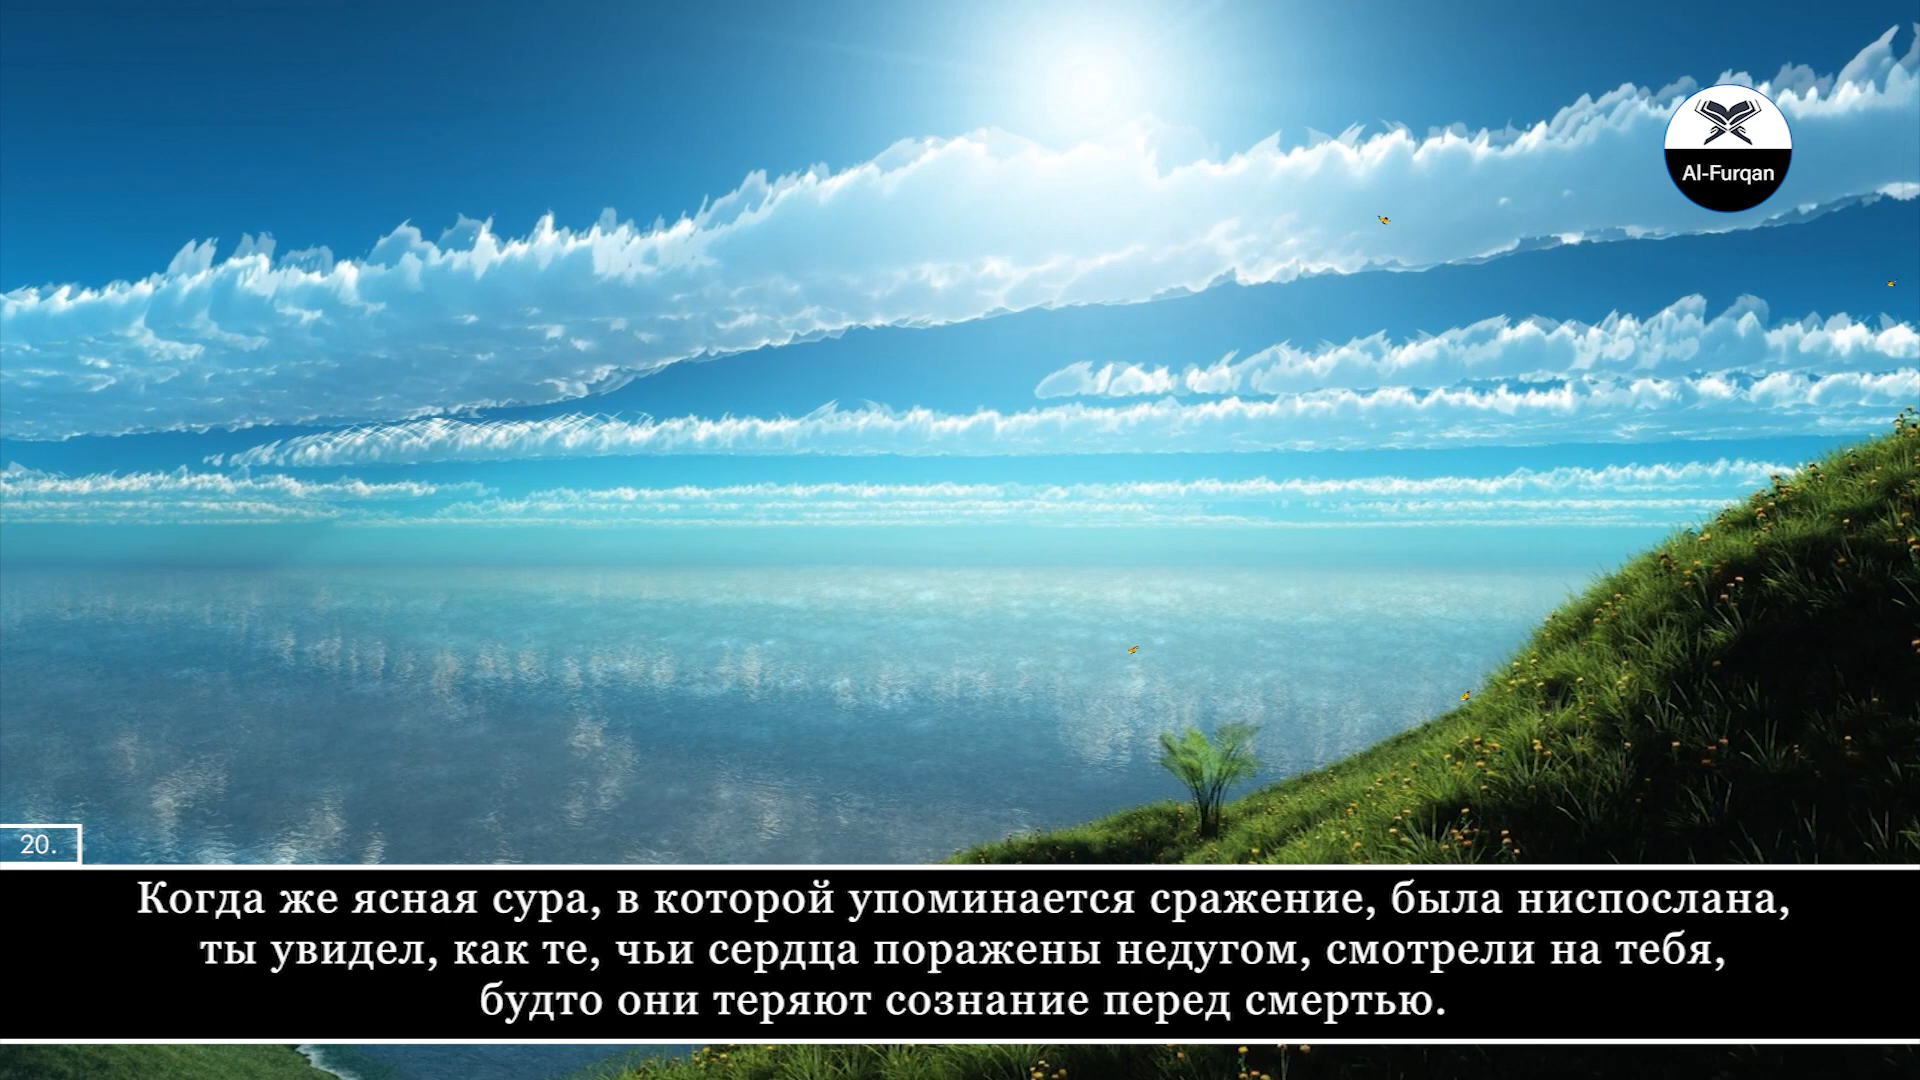 Al-Furqan
20.
Когда же ясная сура, в которой упоминается сражение, была ниспослана,
ты увидел, как те, чьи сердца поражены недугом, смотрели на тебя,
будто они теряют сознание перед смертью.